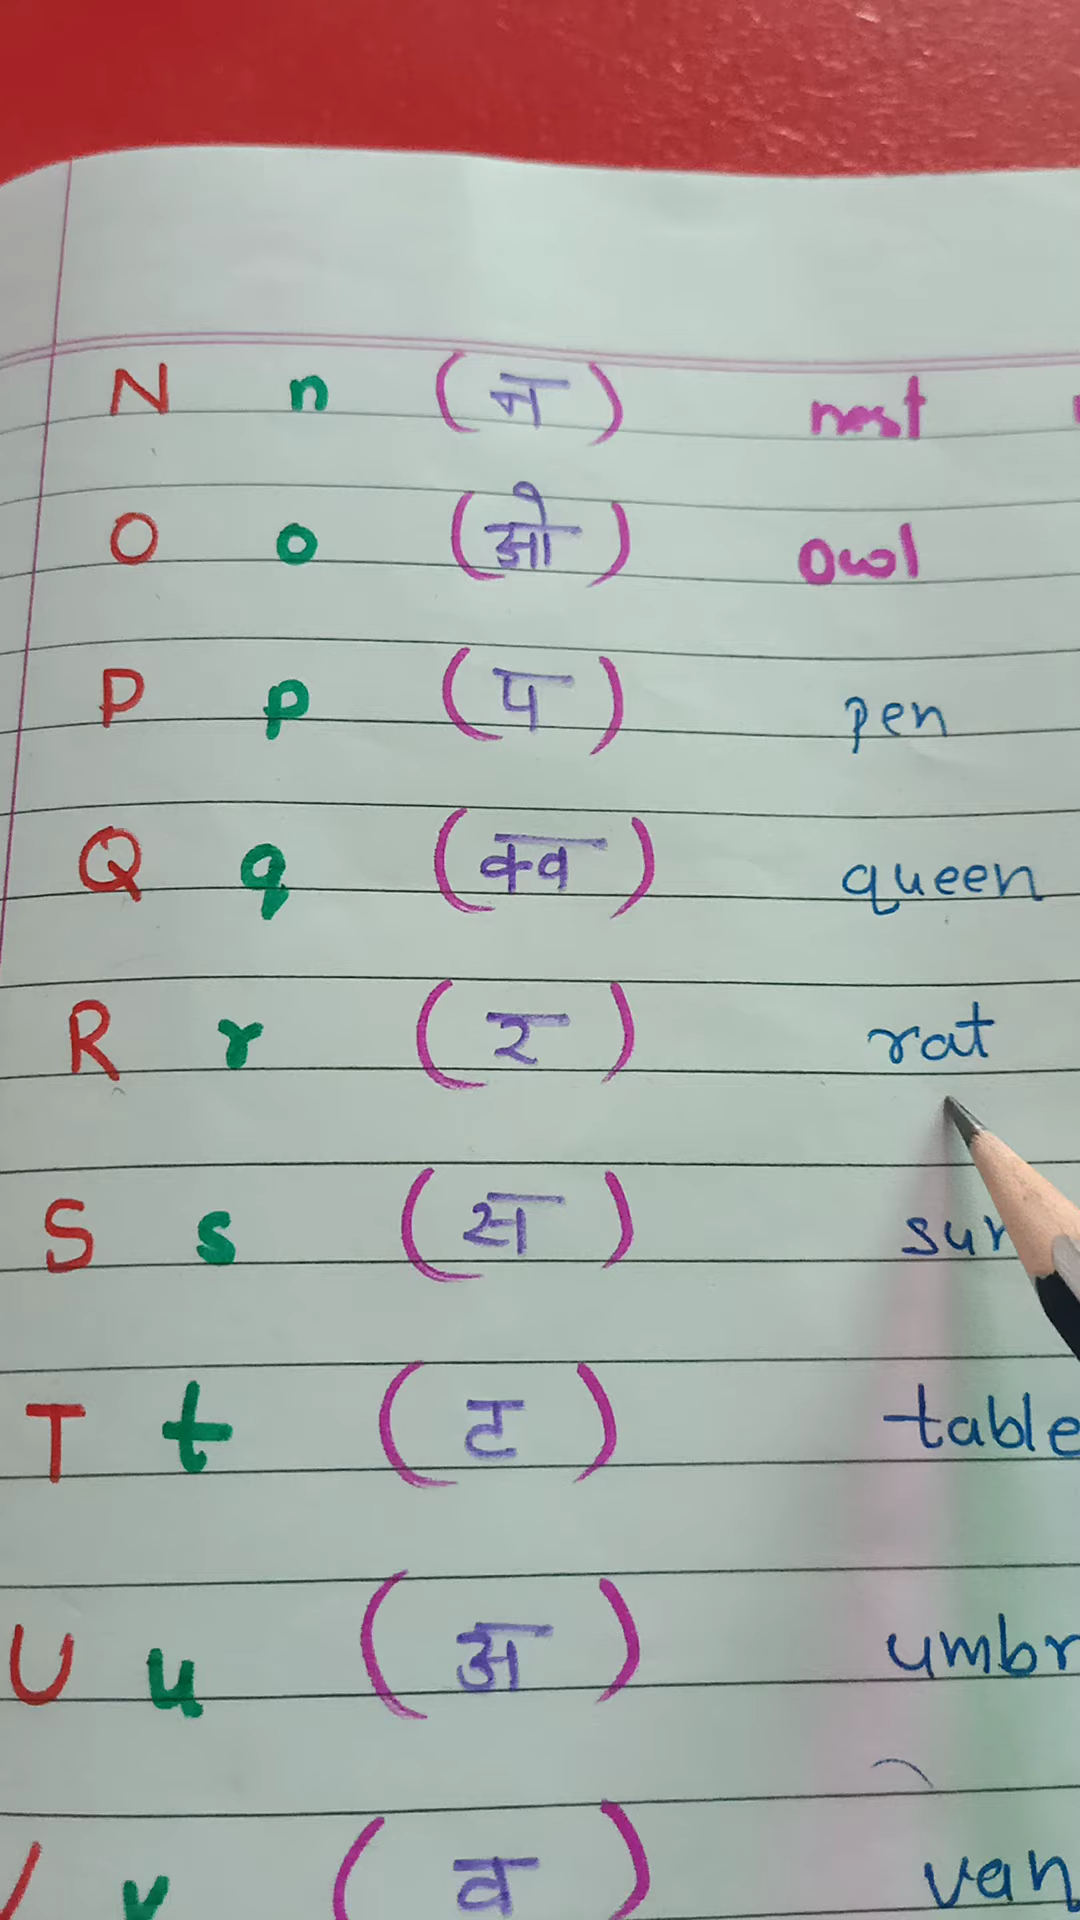 N n (न) nest
O o (ओ) owl
P p (प) pen
Q q (क्व) queen
R r (र) rat
S s (स)
T t (ट) table
U u (अ)
v (व) van